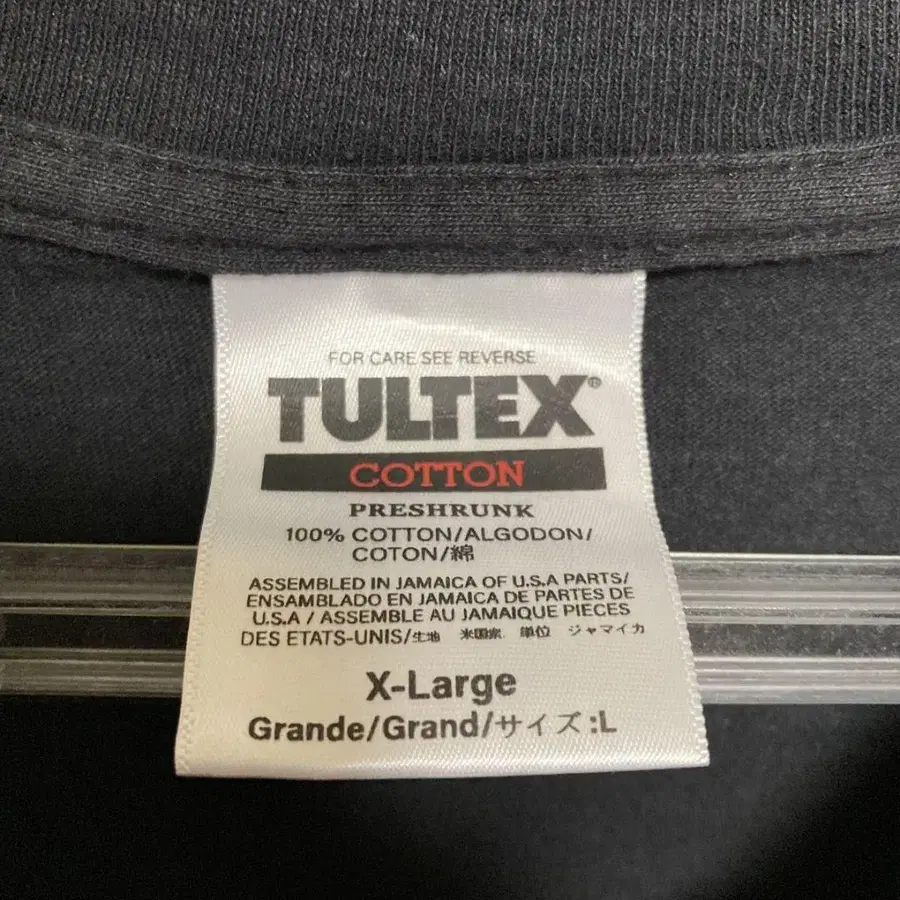 FOR CARE SEE REVERSE
TULTEX®
COTTON
PRESHRUNK
100% COTTON/ALGODON/
COTON/綿
ASSEMBLED IN JAMAICA OF U.S.A PARTS/
ENSAMBLADO EN JAMAICA DE PARTES DE
U.S.A / ASSEMBLE AU JAMAIQUE PIECES
DES ETATS-UNIS/生地 米国家 単位 ジャマイカ
X-Large
Grande/Grand/サイズ:L